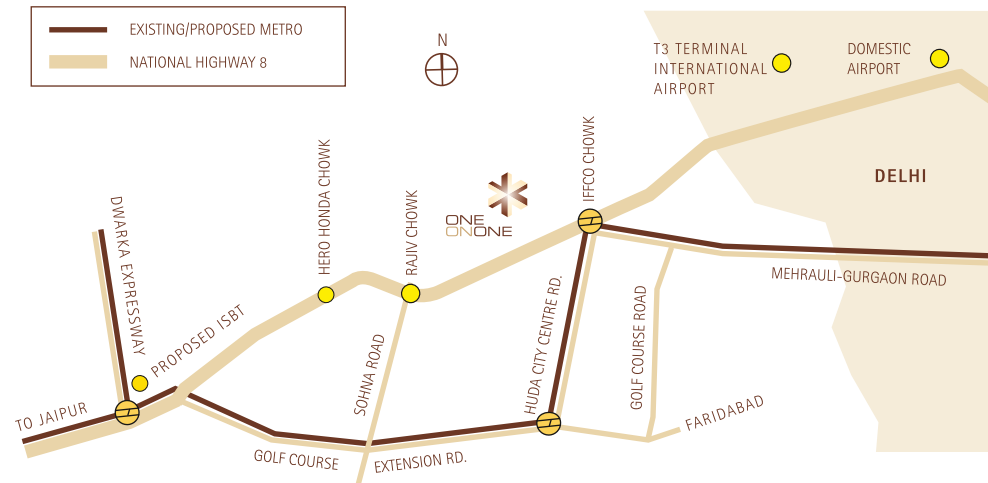 EXISTING/PROPOSED METRO
NATIONAL HIGHWAY 8
N
T3 TERMINAL
INTERNATIONAL
AIRPORT
DOMESTIC
AIRPORT
DELHI
IFFCO CHOWK
HERO HONDA CHOWK
RAJIV CHOWK
ONE
ONONE
DWARKA EXPRESSWAY
PROPOSED ISBT
TO JAIPUR
SOHNA ROAD
HUDA CITY CENTRE RD.
GOLF COURSE ROAD
MEHRAULI-GURGAON ROAD
FARIDABAD
GOLF COURSE EXTENSION RD.